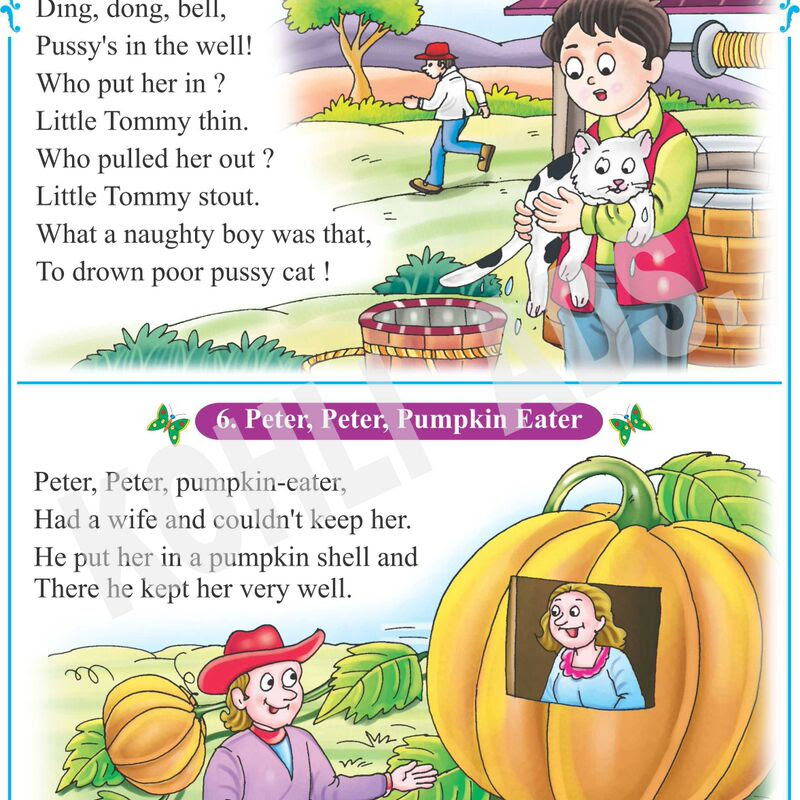 Ding, dong, bell,
Pussy's in the well!
Who put her in ?
Little Tommy thin.
Who pulled her out ?
Little Tommy stout.
What a naughty boy was that,
To drown poor pussy cat !
6. Peter, Peter, Pumpkin Eater
Peter, Peter, pumpkin-eater,
Had a wife and couldn't keep her.
He put her in a pumpkin shell and
There he kept her very well.
KOHLI ADS.